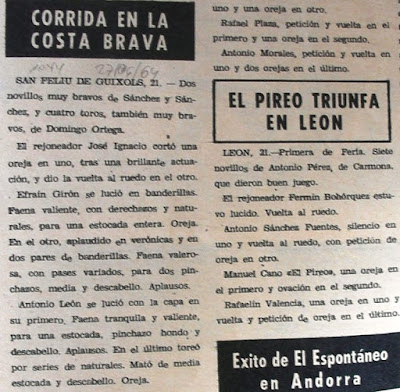 CORRIDA EN LA
COSTA BRAVA
SAN FELIU DE GUIXOLS, 21. — Dos
novillos muy bravos de Sánchez y Sán-
chez, y cuatro toros, también muy bra-
vos, de Domingo Ortega.
El rejoneador José Ignacio cortó una
oreja en uno, tras una brillante actua-
ción, y dio la vuelta al ruedo en el otro.
Efraín Girón se lució en banderillas.
Faena valiente, con derechazos y natu-
rales, para una estocada entera. Oreja.
En el otro, aplaudido en verónicas y en
dos pares de banderillas. Faena valero-
sa, con pases variados, para dos pin-
chazos, media y descabello. Aplausos.
Antonio León se lució con la capa en
su primero. Faena tranquila y valiente,
para una estocada, pinchazo hondo y
descabello. Aplausos. En el último toreó
por series de naturales. Mató de media
estocada y descabello. Oreja.
uno y una oreja en otro.
Rafael Plaza, petición y vuelta en el
primero y una oreja en el segundo.
Antonio Morales, petición y vuelta en
uno y dos orejas en el último.
EL PIREO TRIUNFA
EN LEON
LEON, 21.—Primera de Feria. Siete
novillos de Antonio Pérez, de Carmona,
que dieron buen juego.
El rejoneador Fermín Bohórquez estu-
vo lucido. Vuelta al ruedo.
Antonio Sánchez Fuentes, silencio en
uno y vuelta al ruedo, con petición de
oreja en otro.
Manuel Cano «El Pireo», una oreja en
el primero y ovación en el segundo.
Rafaelín Valencia, una oreja en uno y
vuelta y petición de oreja en el último.
Exito de El Espontáneo
en Andorra